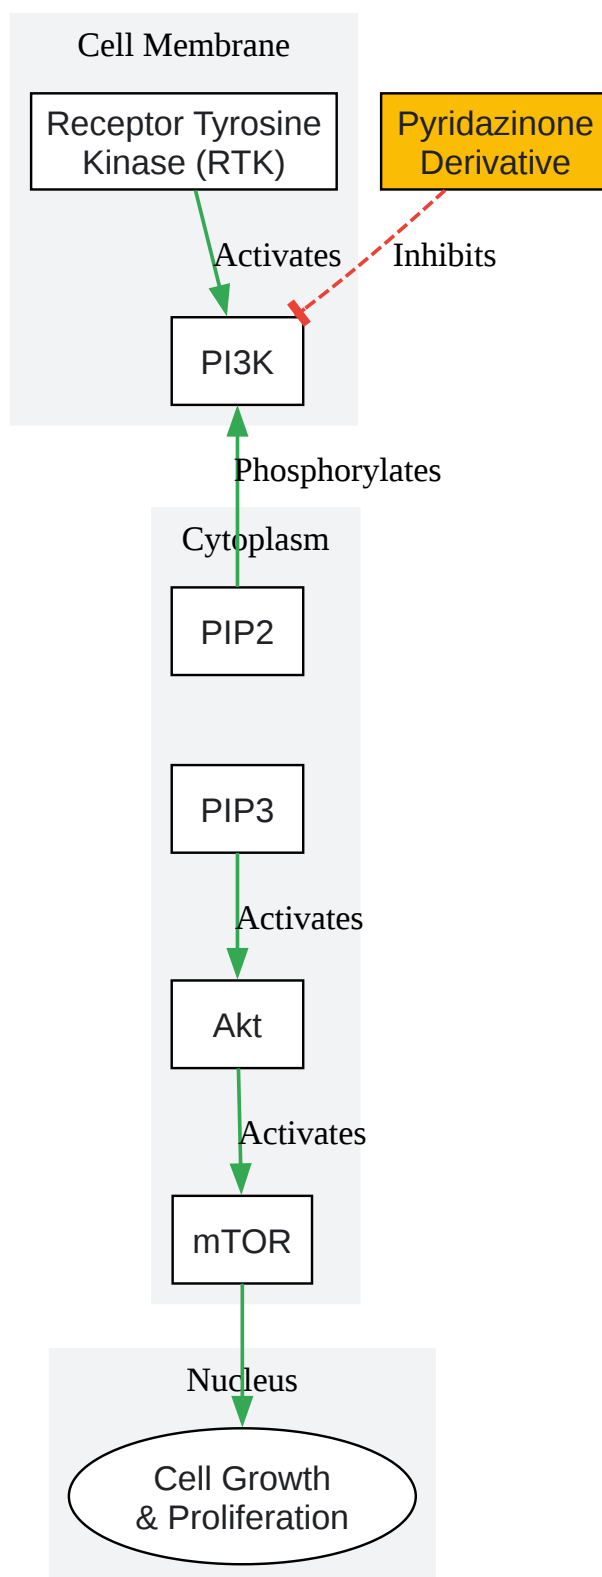 Cell Membrane
Receptor Tyrosine
Kinase (RTK)
Pyridazinone
Derivative
Activates
Inhibits
PI3K
Phosphorylates
Cytoplasm
PIP2
PIP3
Activates
Akt
Activates
mTOR
Nucleus
Cell Growth
& Proliferation